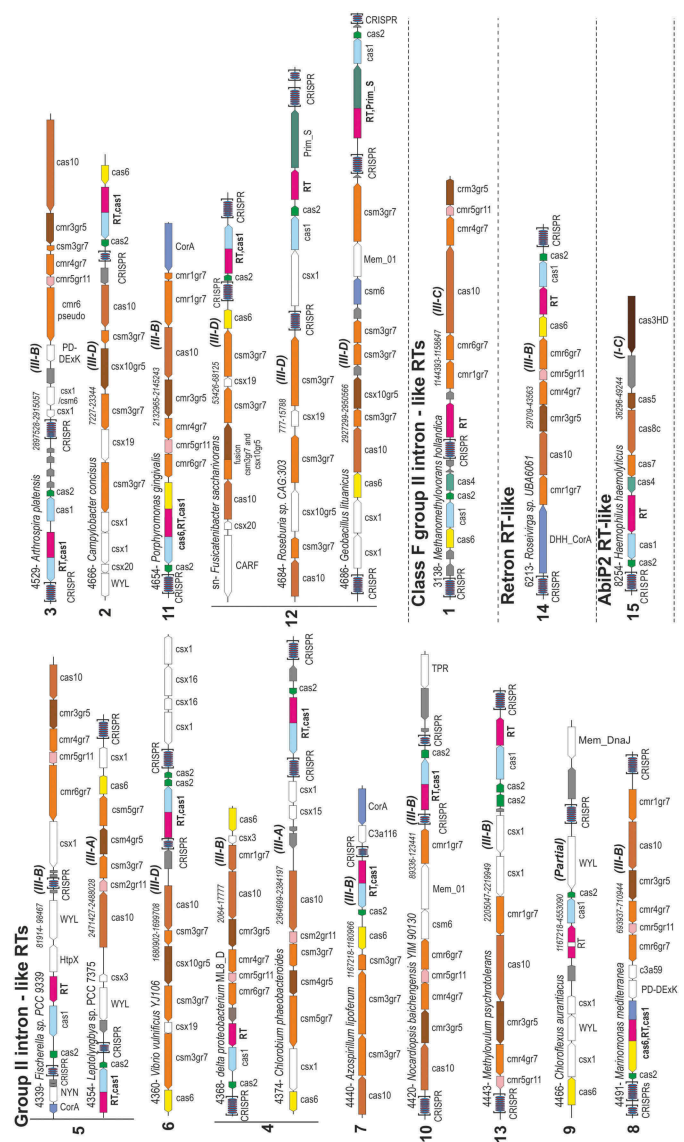 Group II intron - like RTs
4339- Fischerella sp. PCC 9339 81914-98467 (III-B)
CorA NYN CRISPR cas2 cas1 RT HtpX WYL CRISPR csx1 cmr6gr7 cmr5gr11 cmr4gr7 cmr3gr5 cas10
5
4354- Leptolyngbya sp. PCC 7375 2471427-2488028 (III-A)
RT,cas1 cas2 CRISPR WYL csx3 cas10 csm2gr11 csm3gr7 csm4gr5 csm5gr7 cas6 csx1 CRISPR
6
4360- Vibrio vulnificus YJ106 1680902-1699708 (III-D)
cas6 csm3gr7 csx19 csm3gr7 csx10gr5 csm3gr7 cas10 CRISPR RT,cas1 cas2 cas2 CRISPR csx1 csx16 csx16 csx1
4368- delta proteobacterium ML8_D 2064-17777 (III-B)
CRISPR cas2 cas1 RT cmr6gr7 cmr5gr11 cmr4gr7 cmr3gr5 cas10 cmr1gr7 csx3 cas6
4
4374- Chlorobium phaeobacteroides 2364699-2384197 (III-A)
cas6 csx1 csm5gr7 csm4gr5 csm3gr7 csm2gr11 cas10 csx15 csx1 CRISPR RT,cas1 cas2 CRISPR
7
4440- Azospirillum lipoferum 1167218-1180966 (III-B)
cas10 csm3gr7 csm3gr7 cas6 cas2 RT,cas1 CRISPR C3a116 CorA
10
4420- Nocardiopsis baichengensis YIM 90130 89336-123441 (III-B)
cas10 cmr3gr5 cmr4gr7 cmr5gr11 cmr6gr7 csm6 Mem_01 cmr1gr7 CRISPR RT,cas1 cas2 CRISPR TPR
13
4443- Methylovulum psychrotolerans 2200047-2219949 (III-B)
CRISPR cmr5gr11 cmr4gr7 cmr3gr5 cas10 cmr1gr7 csx1 csx1 cas2 cas2 cas1 RT CRISPR
9
4466- Chloroflexus aurantiacus 1167218-4553090 (Partial)
cas6 csx1 WYL csx1 RT cas1 cas2 WYL CRISPR Mem_DnaJ
8
4491- Marinomonas mediterranea 693937-710944 (III-B)
CRISPRs cas2 cas6,RT,cas1 PD-DExK c3a59 cmr6gr7 cmr5gr11 cmr4gr7 cmr3gr5 cas10 cmr1gr7 CRISPR
3
4529- Arthrospira platensis 2897528-3915057 (III-B)
CRISPR RT,cas1 cas1 cas2 CRISPR csx1 csx1 /csm6 PD- DExK cmr6 pseudo cmr5gr11 cmr4gr7 csm3gr7 cmr3gr5 cas10
2
4666- Campylobacter concisus 7227-23344 (III-D)
WYL csx20 csx1 csx1 csm3gr7 csx19 csm3gr7 csx10gr5 csm3gr7 cas10 CRISPR cas2 RT,cas1 cas6
11
4654- Porphyromonas gingivalis 2132965-2145243 (III-B)
cas2 cas6,RT,cas1 cmr6gr7 cmr5gr11 cmr4gr7 cmr3gr5 cas10 cmr1gr7 cmr1gr7 CorA
sn- Fusicatenibacter saccharivorans 53426-68125 (III-D)
CARF csx20 cas10 fusion csm3gr7 and csx10gr5 csm3gr7 csx19 csm3gr7 cas6 CRISPR cas2 RT,cas1 CRISPR
12
4684- Roseburia sp. CAG:303 777-15788 (III-D)
cas10 csm3gr7 csx10gr5 csm3gr7 csx19 csm3gr7 CRISPR csx1 cas1 cas2 RT Prim_S CRISPR
4686- Geobacillus lituanicus 2927299-2950566 (III-D)
csx1 csx1 cas6 cas10 csm3gr7 csx10gr5 csm3gr7 csm3gr7 csm6 Mem_01 csm3gr7 CRISPR RT,Prim_S cas1 cas2 CRISPR
Class F group II intron - like RTs
1
3138- Methanomethylovorans hollandica 1144393-1158647 (III-C)
CRISPR cas6 cas1 cas2 cas4 CRISPR RT cmr1gr7 cmr6gr7 cas10 cmr4gr7 cmr5gr11 cmr3gr5
Retron RT-like
14
6213- Roseivirga sp. UBA6061 29709-43563 (III-B)
DHH_CorA cmr1gr7 cas10 cmr3gr5 cmr4gr7 cmr5gr11 cmr6gr7 cas6 RT cas1 cas2 CRISPR
AbiP2 RT-like
15
8254- Haemophilus haemolyticus 36296-49244 (I-C)
CRISPR cas2 cas1 RT cas4 cas7 cas8c cas5 cas3HD